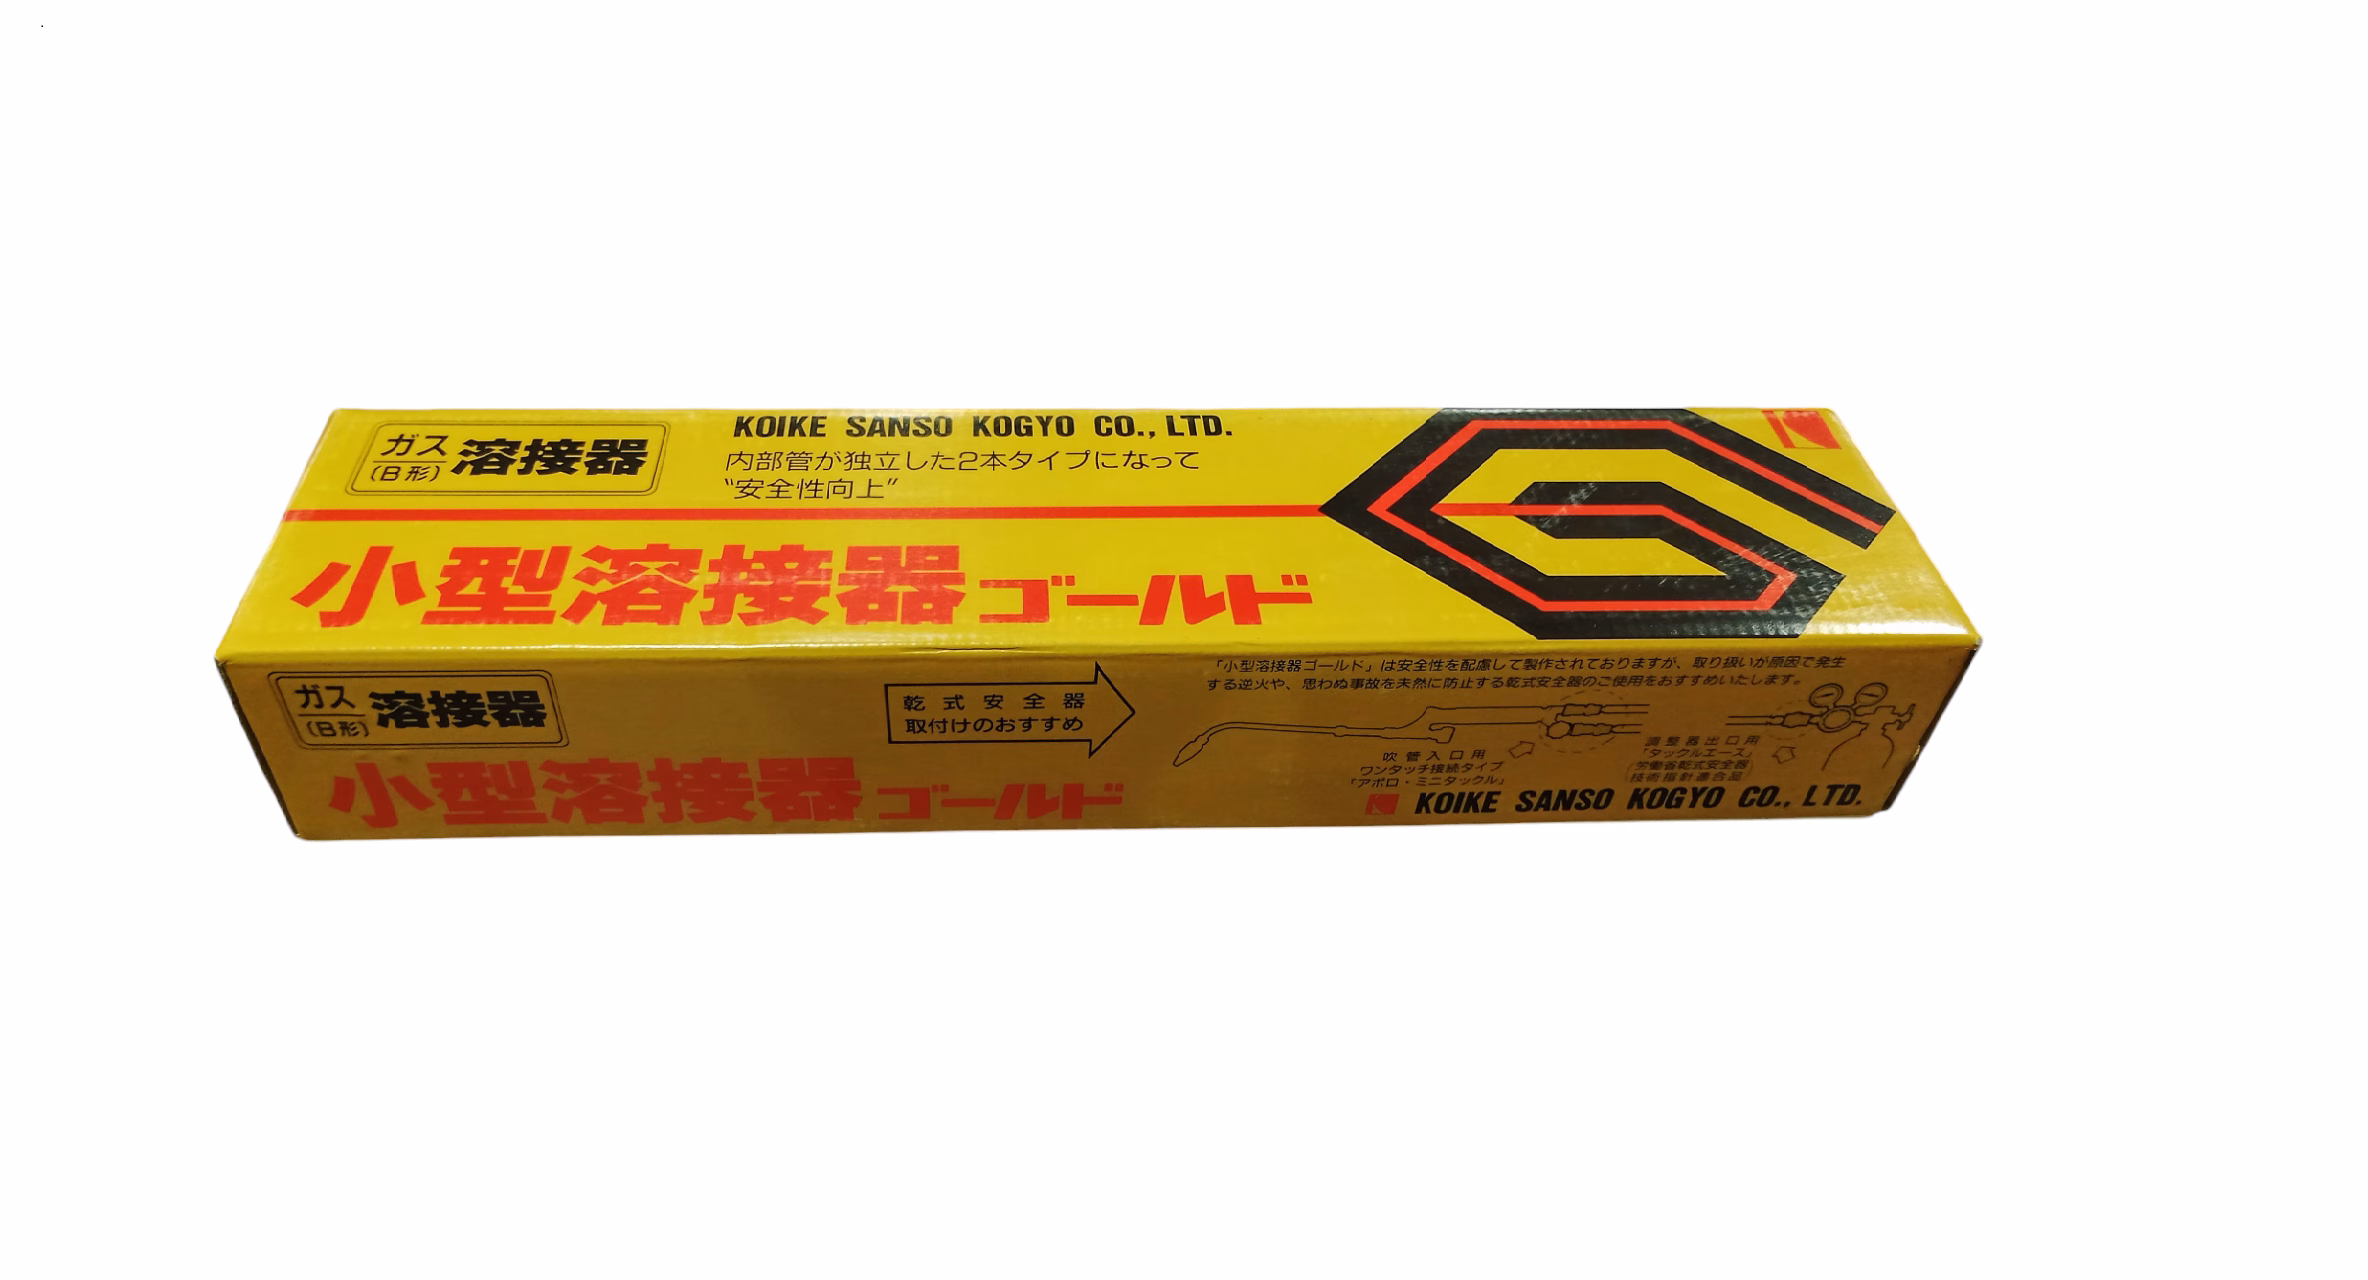 KOIKE SANSO KOGYO CO., LTD.
ガス
(B形)
溶接器
内部管が独立した2本タイプになって
“安全性向上”
小型溶接器ゴールド
ガス
(B形)
溶接器
小型溶接器ゴールド
乾式安全器
取付けのおすすめ
「小型溶接器ゴールド」は安全性を配慮して製作されておりますが、取り扱いが原因で発生
する逆火や、思わぬ事故を未然に防止する乾式安全器のご使用をおすすめいたします。
吹管入口用
ワンタッチ接続タイプ
「アポロ・ミニタックル」
調整器出口用
「タックルエース」
労働省乾式安全器
技術指針適合品
KOIKE SANSO KOGYO CO., LTD.